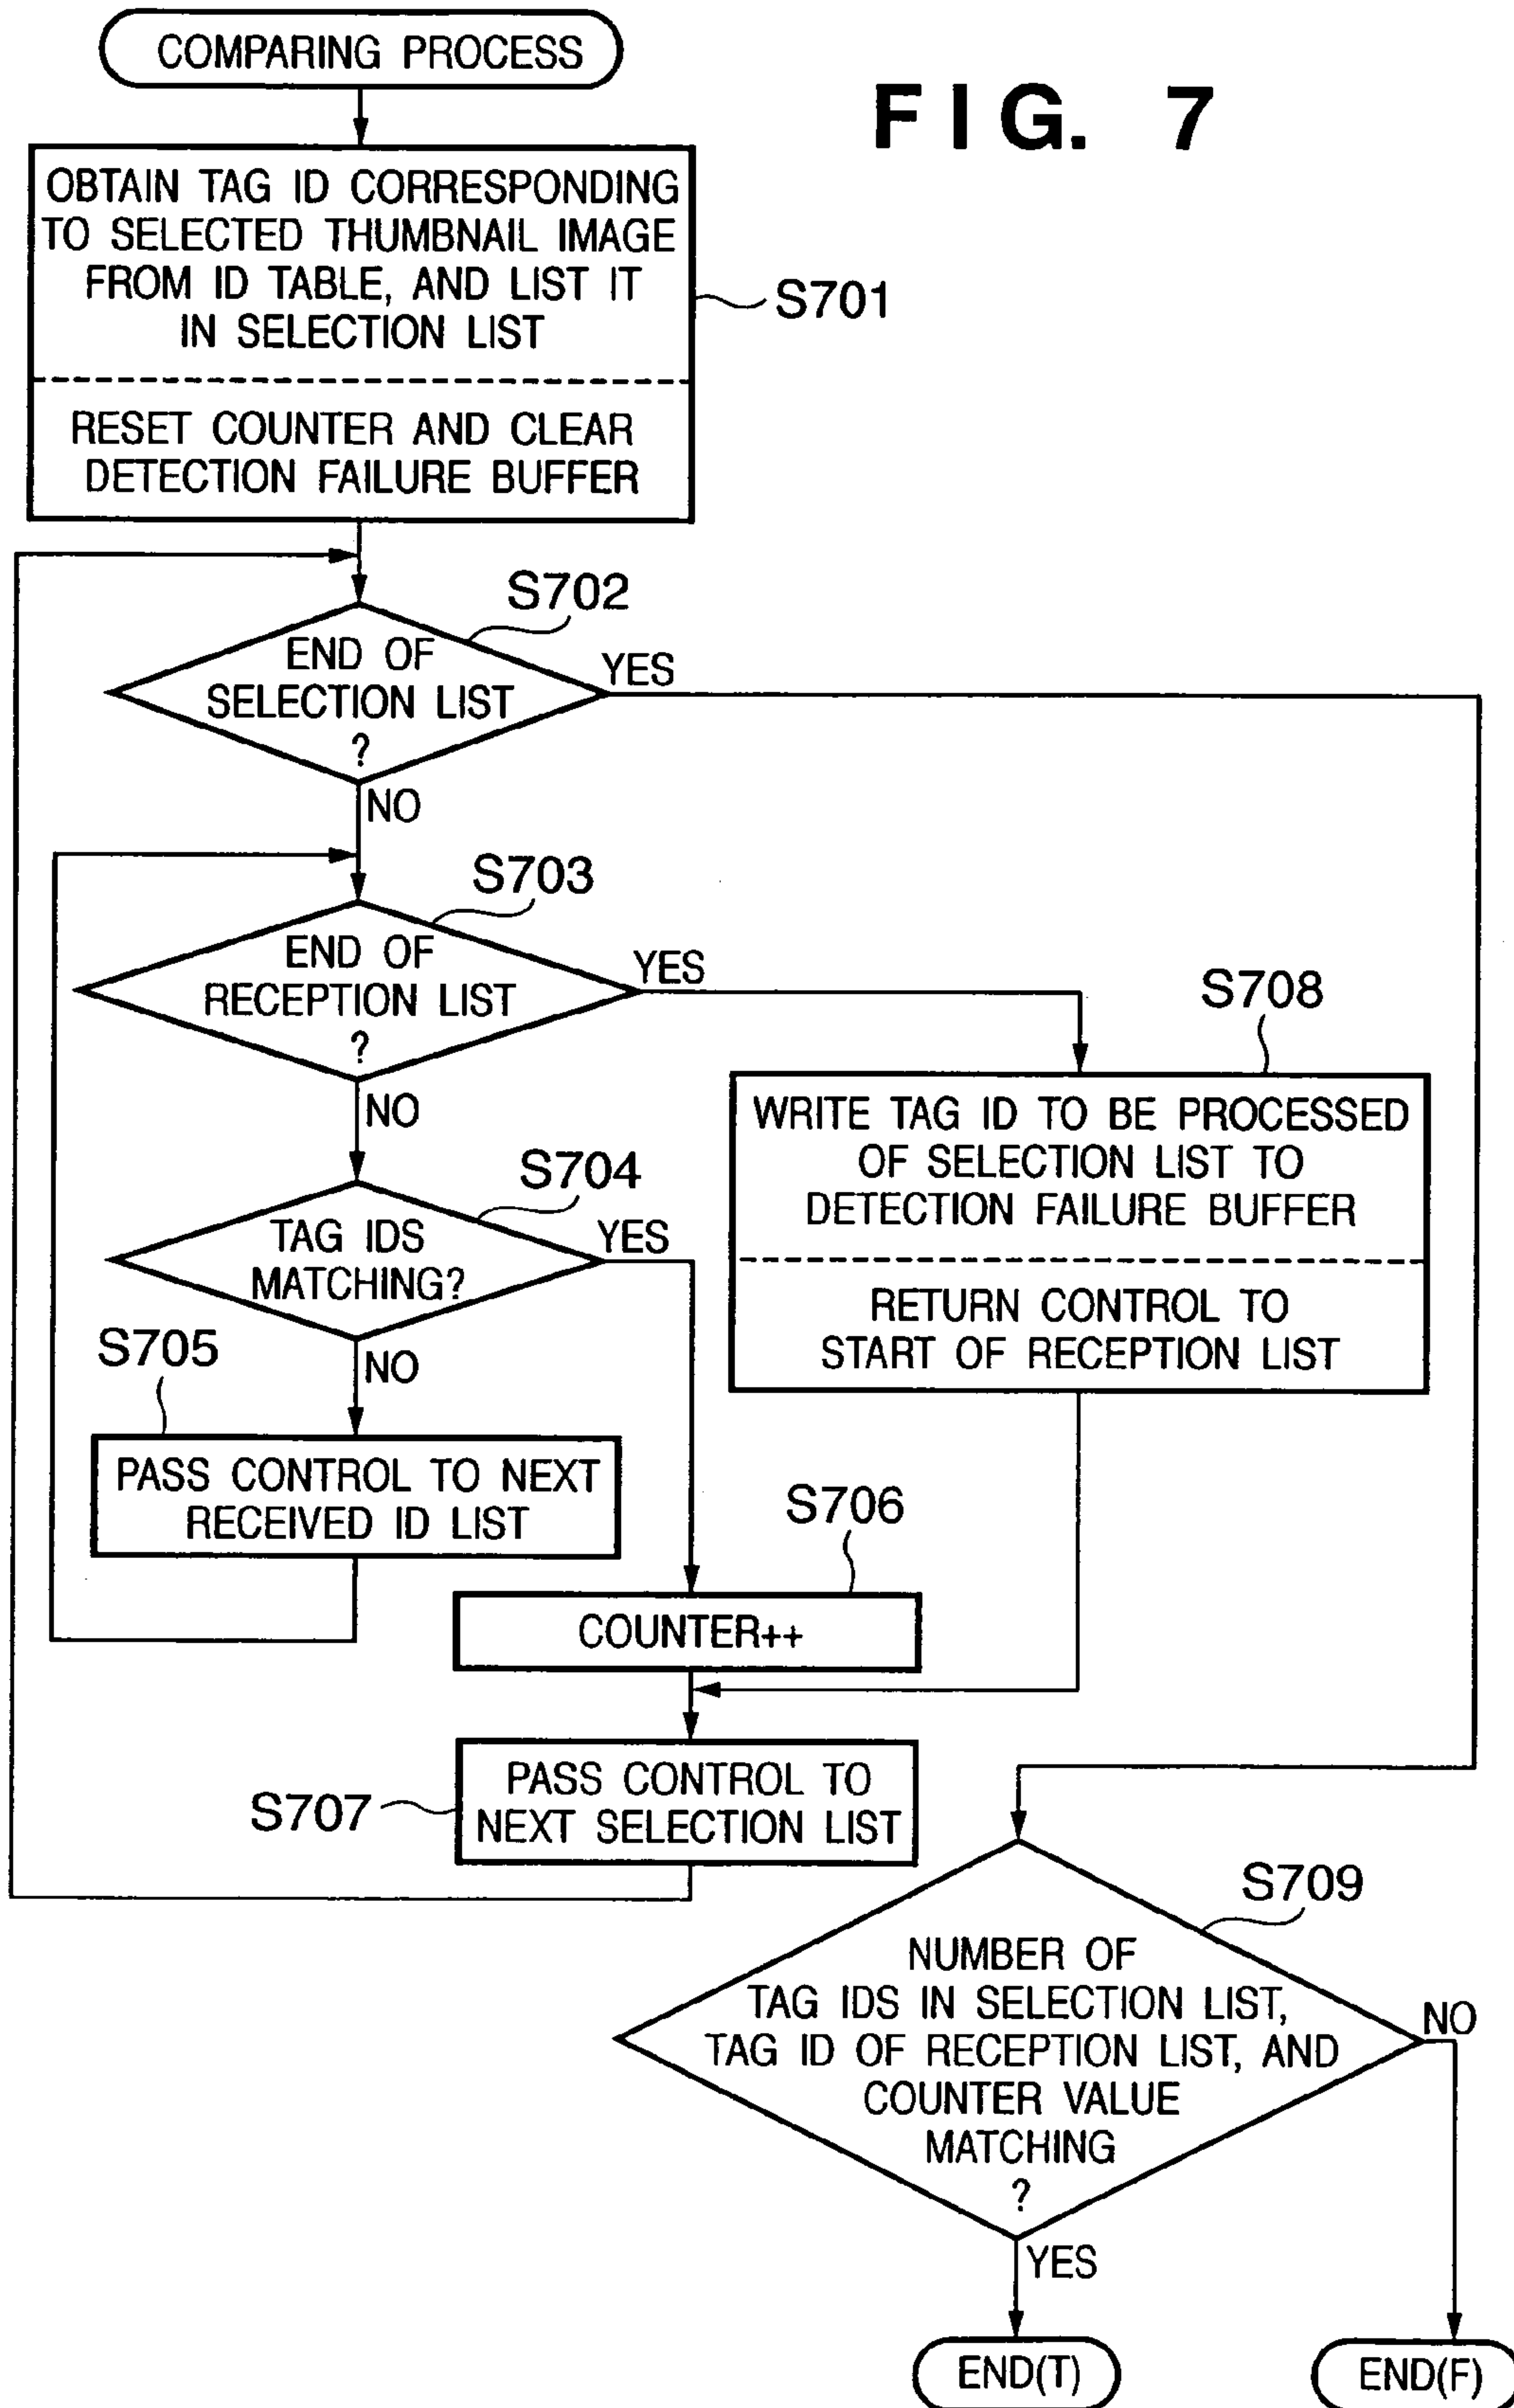 COMPARING PROCESS
FIG. 7
OBTAIN TAG ID CORRESPONDING
TO SELECTED THUMBNAIL IMAGE
FROM ID TABLE, AND LIST IT
IN SELECTION LIST
S701
RESET COUNTER AND CLEAR
DETECTION FAILURE BUFFER
S702
END OF
SELECTION LIST
?
YES
NO
S703
END OF
RECEPTION LIST
?
YES
NO
S708
WRITE TAG ID TO BE PROCESSED
OF SELECTION LIST TO
DETECTION FAILURE BUFFER
RETURN CONTROL TO
START OF RECEPTION LIST
S704
TAG IDS
MATCHING?
YES
NO
S705
PASS CONTROL TO NEXT
RECEIVED ID LIST
S706
COUNTER++
S707
PASS CONTROL TO
NEXT SELECTION LIST
S709
NUMBER OF
TAG IDS IN SELECTION LIST,
TAG ID OF RECEPTION LIST, AND
COUNTER VALUE
MATCHING
?
NO
YES
END(T)
END(F)